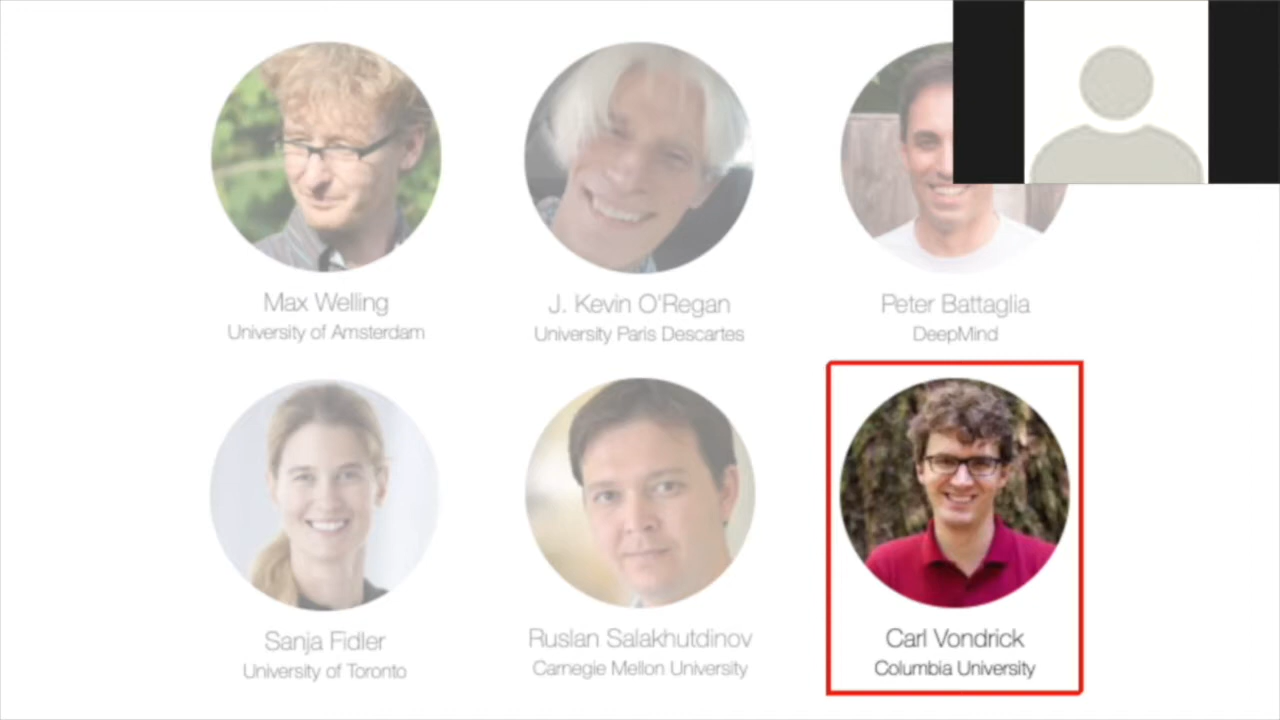 Max Welling
University of Amsterdam
J. Kevin O'Regan
University Paris Descartes
Peter Battaglia
DeepMind
Sanja Fidler
University of Toronto
Ruslan Salakhutdinov
Carnegie Mellon University
Carl Vondrick
Columbia University